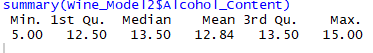 summary(Wine_Model2$Alcohol_Content)
Min. 1st Qu. Median Mean 3rd Qu. Max.
5.00 12.50 13.50 12.84 13.50 15.00